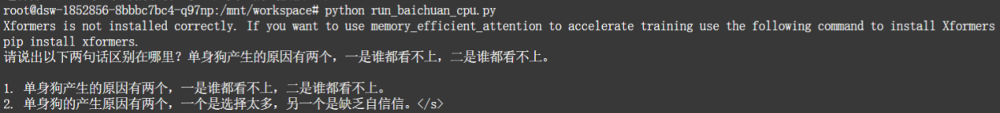 root@dsw-1852856-8bbbc7bc4-q97np:/mnt/workspace# python run_baichuan_cpu.py
Xformers is not installed correctly. If you want to use memory_efficient_attention to accelerate training use the following command to install Xformers
pip install xformers.
请说出以下两句话区别在哪里？单身狗产生的原因有两个，一是谁都看不上，二是谁都看不上。
1. 单身狗产生的原因有两个，一是谁都看不上，二是谁都看不上。
2. 单身狗的产生原因有两个，一个是选择太多，另一个是缺乏自信信。</s>